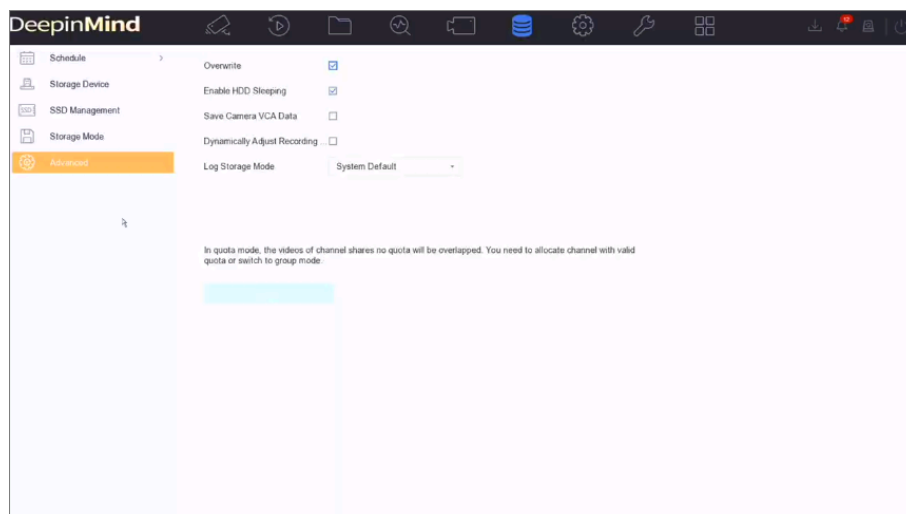 DeepinMind
12
Schedule
Storage Device
SSD Management
Storage Mode
Advanced
Overwrite
Enable HDD Sleeping
Save Camera VCA Data
Dynamically Adjust Recording ...
Log Storage Mode
System Default
In quota mode, the videos of channel shares no quota will be overlapped. You need to allocate channel with valid
quota or switch to group mode.